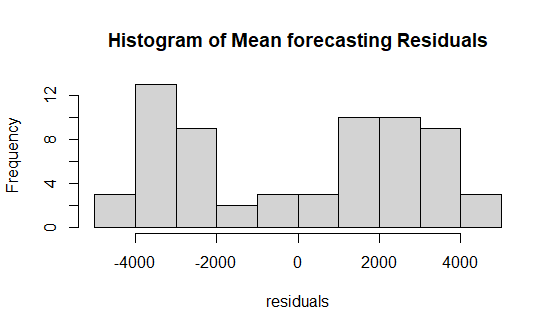 Histogram of Mean forecasting Residuals
Frequency
12
8
4
0
-4000 -2000 0 2000 4000
residuals